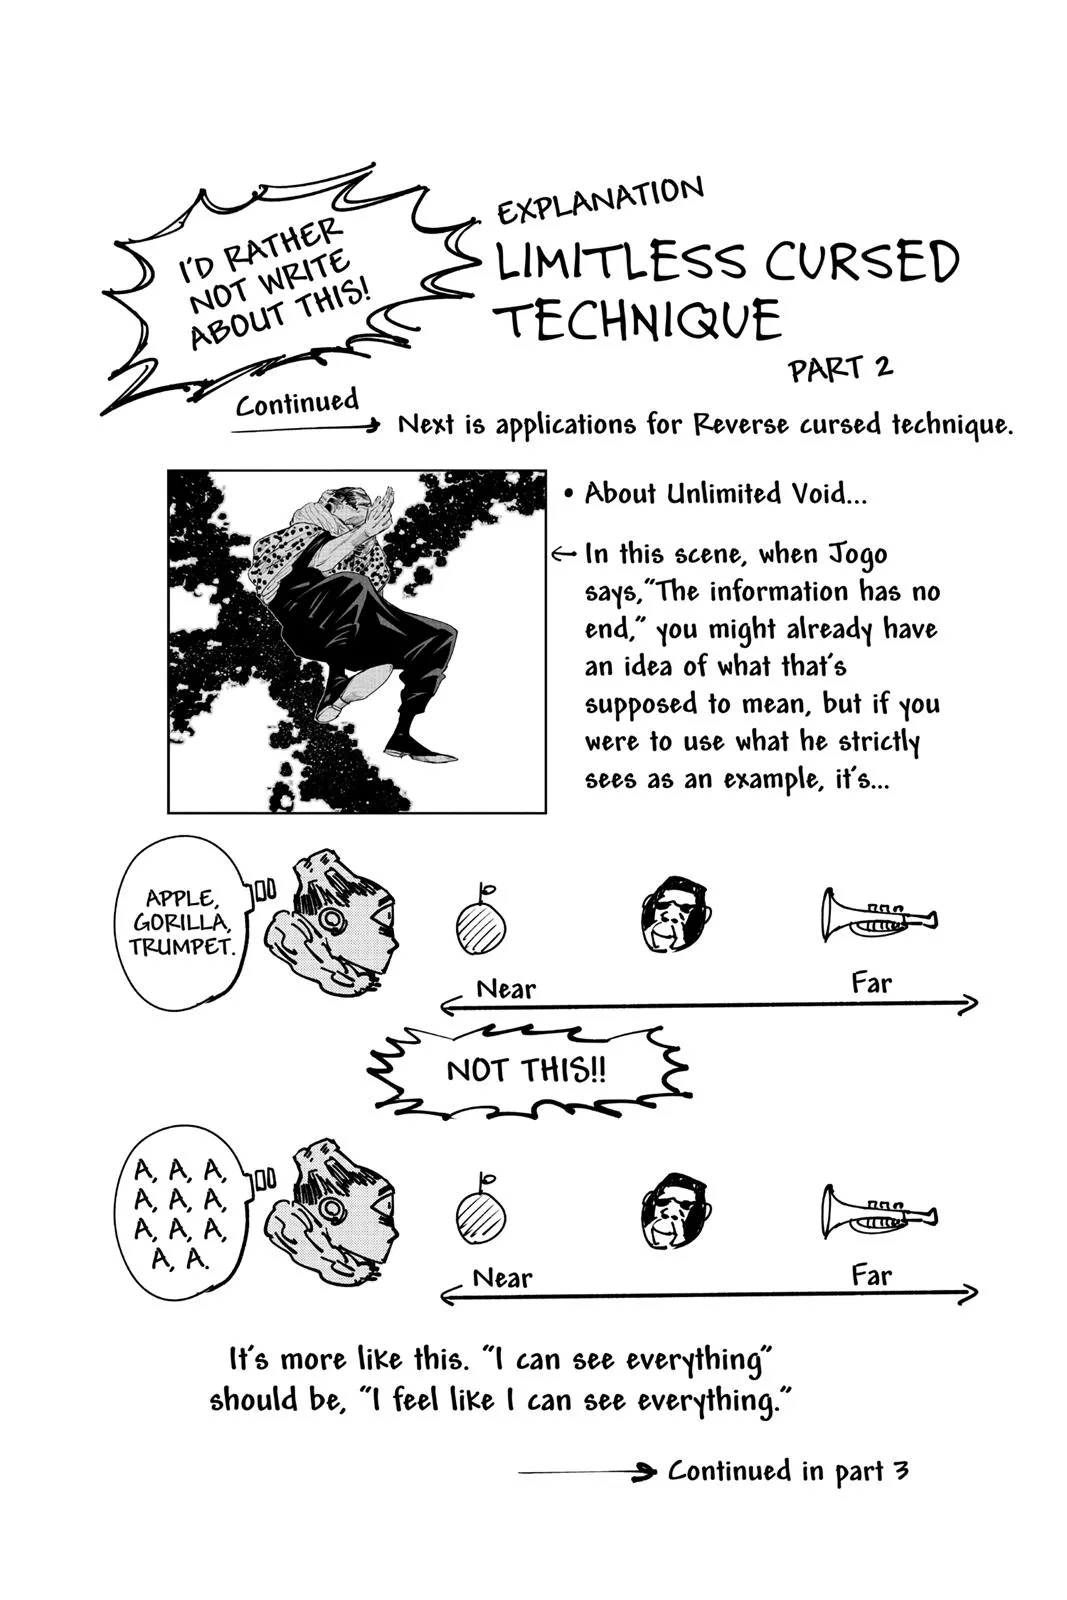 I'D RATHER
NOT WRITE
ABOUT THIS!
EXPLANATION
LIMITLESS CURSED
TECHNIQUE
PART 2
Continued
Next is applications for Reverse cursed technique.
• About Unlimited Void...
In this scene, when Jogo
says,"The information has no
end," you might already have
an idea of what that's
supposed to mean, but if you
were to use what he strictly
sees as an example, it's...
APPLE,
GORILLA,
TRUMPET.
Near
Far
NOT THIS!!
A, A, A,
A, A, A,
A, A, A,
A, A.
Near
Far
It's more like this. "I can see everything"
should be, "I feel like I can see everything."
Continued in part 3